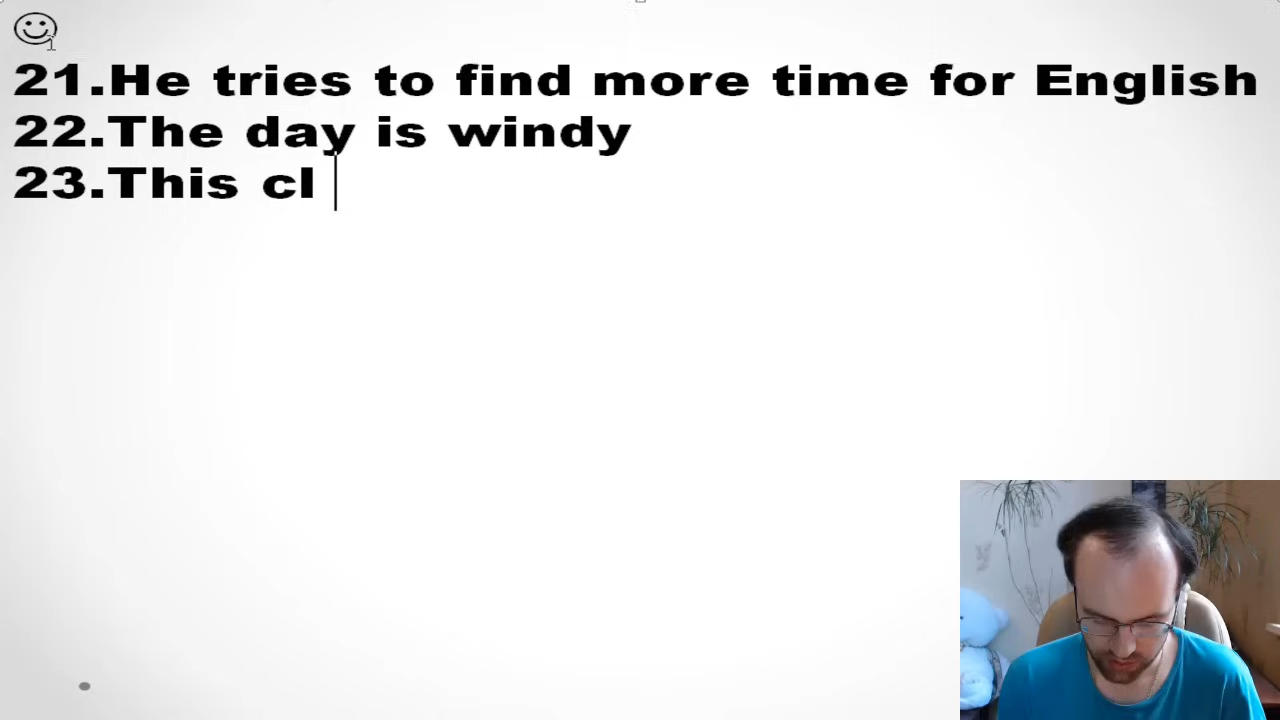 21.He tries to find more time for English
22.The day is windy
23.This cl